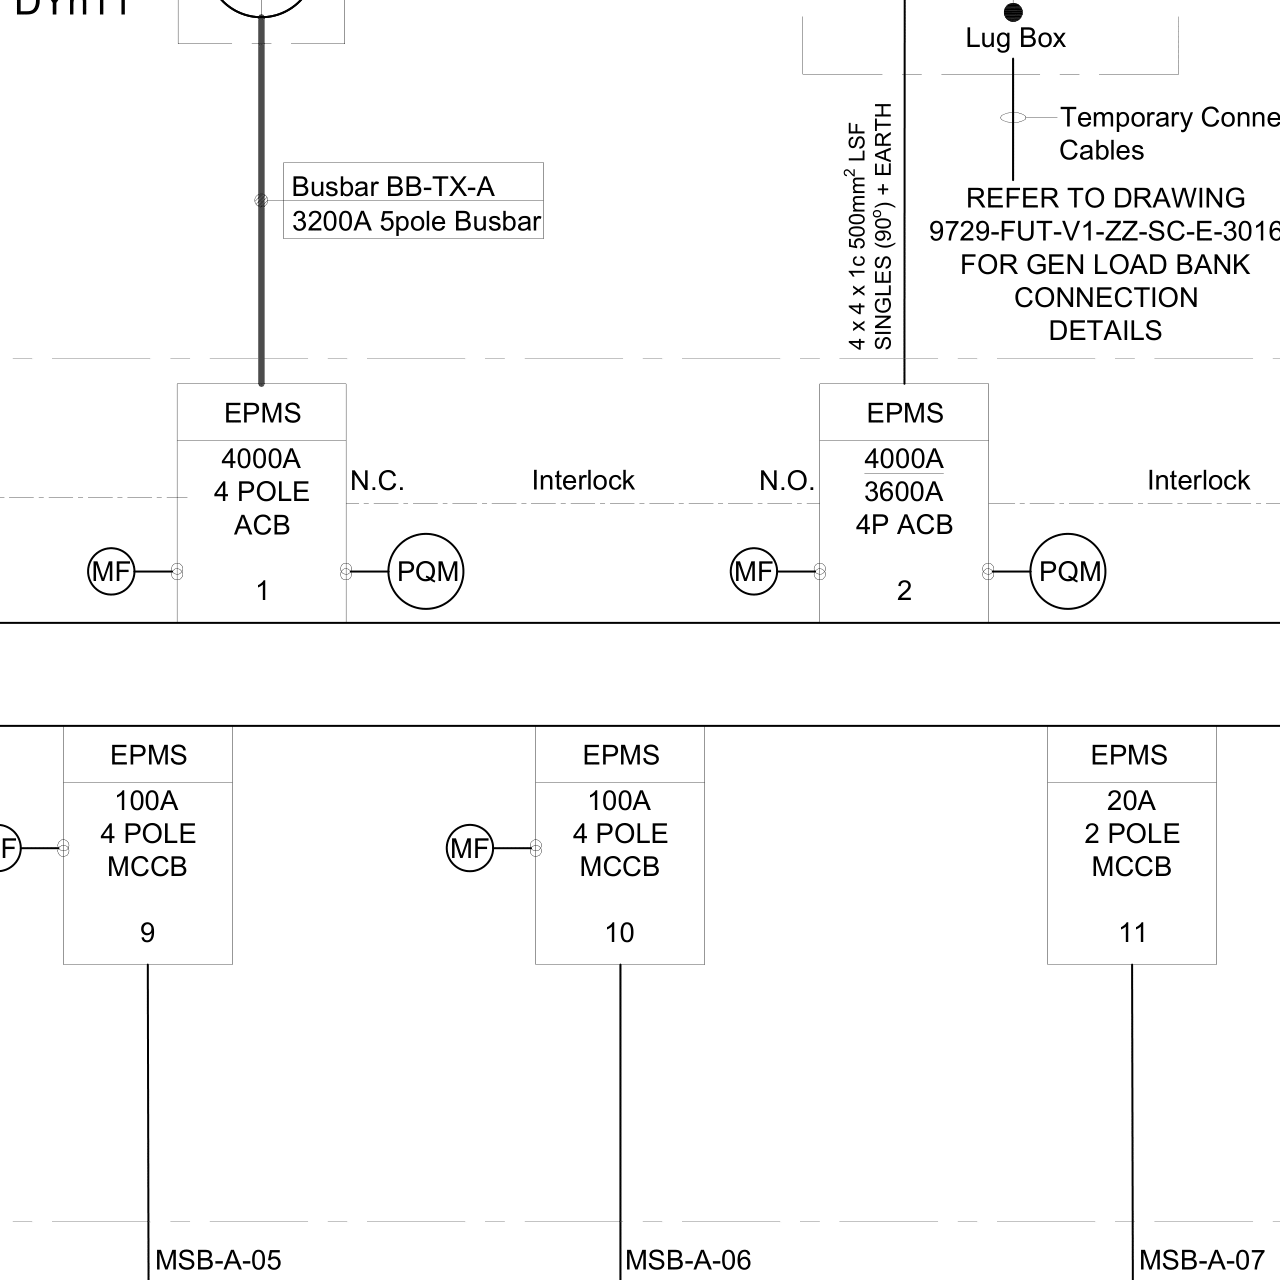 DYn11
Lug Box
Temporary Conne
Cables
Busbar BB-TX-A
3200A 5pole Busbar
4 x 4 x 1c 500mm² LSF
SINGLES (90°) + EARTH
REFER TO DRAWING
9729-FUT-V1-ZZ-SC-E-3016
FOR GEN LOAD BANK
CONNECTION
DETAILS
EPMS
4000A
4 POLE
ACB
1
MF
PQM
N.C.
Interlock
N.O.
EPMS
4000A
3600A
4P ACB
2
MF
PQM
Interlock
EPMS
100A
4 POLE
MCCB
9
F
EPMS
100A
4 POLE
MCCB
10
MF
EPMS
20A
2 POLE
MCCB
11
MSB-A-05
MSB-A-06
MSB-A-07